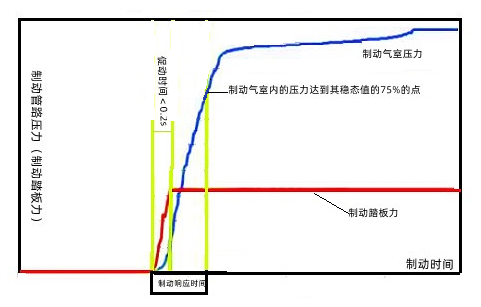 制动气室压力
促动时间<0.2s
制动气室内的压力达到其稳态值的75%的点
制动管路压力（制动踏板力）
制动踏板力
制动时间
制动响应时间